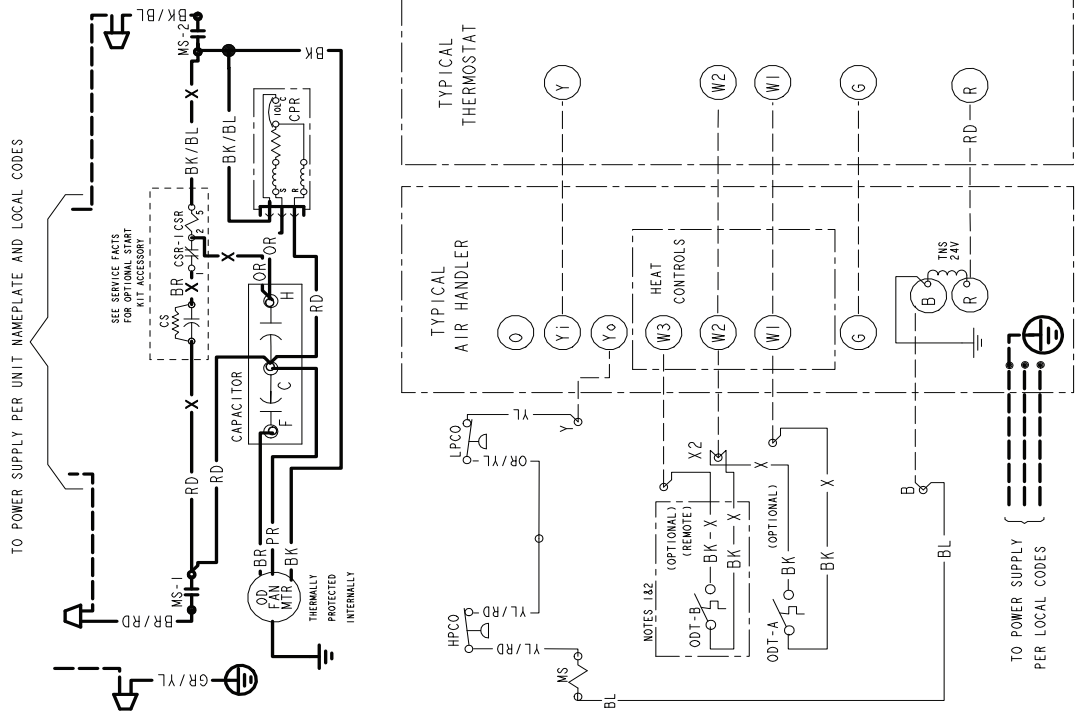 TO POWER SUPPLY PER UNIT NAMEPLATE AND LOCAL CODES
BK/BL
MS-2
BK
X
BK/BL
BK/BL
IOL
C
CPR
S
R
SEE SERVICE FACTS
FOR OPTIONAL START
KIT ACCESSORY
CSR-1
CSR
5
2
1
X
BR
X
CS
OR
OR
H
RD
C
F
CAPACITOR
X
RD
RD
MS-1
BR/RD
BR
PR
BK
OD
FAN
MTR
THERMALLY
PROTECTED
INTERNALLY
GR/YL
TYPICAL
THERMOSTAT
Y
W2
W1
G
R
RD
TYPICAL
AIR HANDLER
HEAT
CONTROLS
TNS
24V
B
R
O
Yi
Yo
W3
W2
W1
G
YL
Y
LPCO
OR/YL
X2
X
X
B
(OPTIONAL)
(REMOTE)
(OPTIONAL)
BK
X
BK
X
BK
BK
NOTES 1&2
ODT-B
ODT-A
HPCO
YL/RD
YL/RD
MS
BL
BL
TO POWER SUPPLY
PER LOCAL CODES